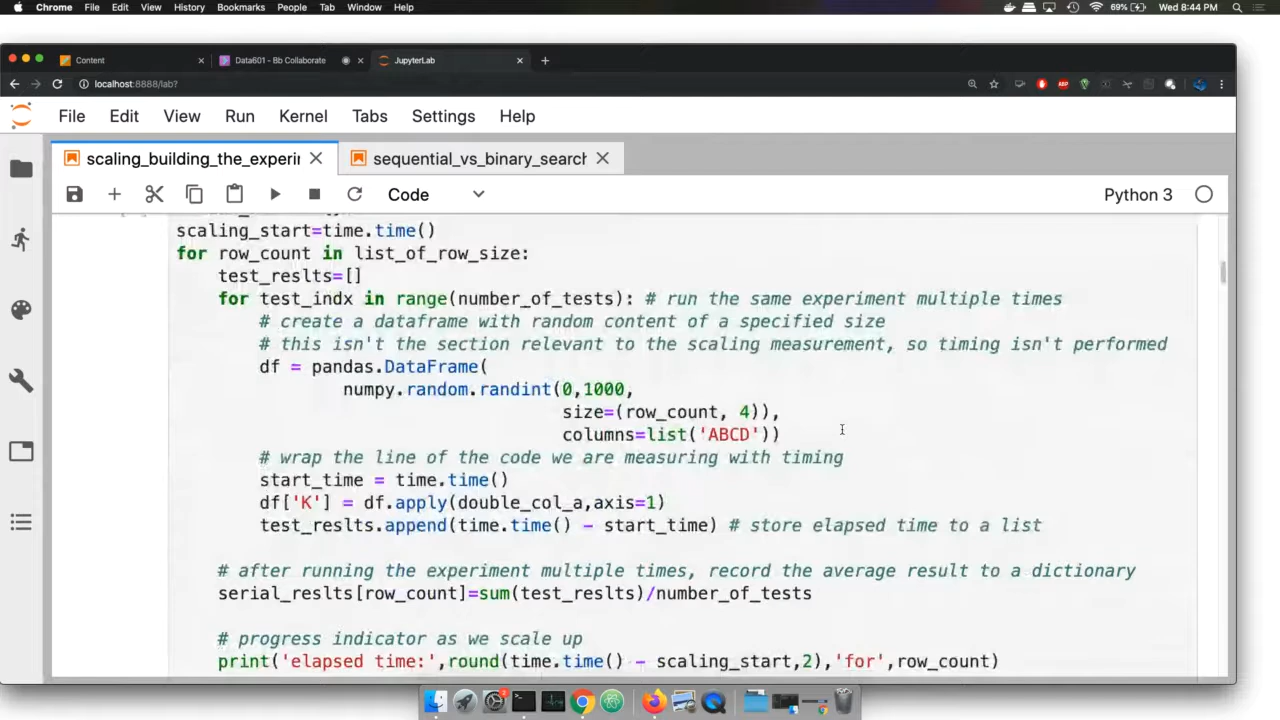 Chrome File Edit View History Bookmarks People Tab Window Help 69% Wed 8:44 PM
Content Data601 - Bb Collaborate JupyterLab
localhost:8888/lab?
File Edit View Run Kernel Tabs Settings Help
scaling_building_the_experi sequential_vs_binary_search
Code Python 3
scaling_start=time.time()
for row_count in list_of_row_size:
    test_reslts=[]
    for test_indx in range(number_of_tests): # run the same experiment multiple times
        # create a dataframe with random content of a specified size
        # this isn't the section relevant to the scaling measurement, so timing isn't performed
        df = pandas.DataFrame(
                numpy.random.randint(0,1000,
                                     size=(row_count, 4)),
                                     columns=list('ABCD'))
        # wrap the line of the code we are measuring with timing
        start_time = time.time()
        df['K'] = df.apply(double_col_a,axis=1)
        test_reslts.append(time.time() - start_time) # store elapsed time to a list
    # after running the experiment multiple times, record the average result to a dictionary
    serial_reslts[row_count]=sum(test_reslts)/number_of_tests
    # progress indicator as we scale up
    print('elapsed time:',round(time.time() - scaling_start,2),'for',row_count)